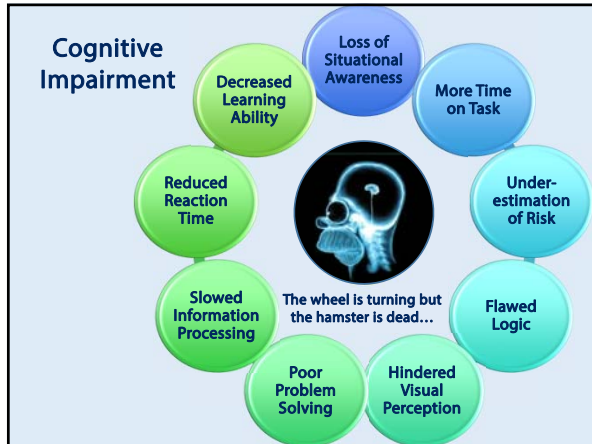 Cognitive
Impairment
Loss of
Situational
Awareness
More Time
on Task
Under-
estimation
of Risk
Flawed
Logic
Hindered
Visual
Perception
Poor
Problem
Solving
Slowed
Information
Processing
Reduced
Reaction
Time
Decreased
Learning
Ability
The wheel is turning but
the hamster is dead...